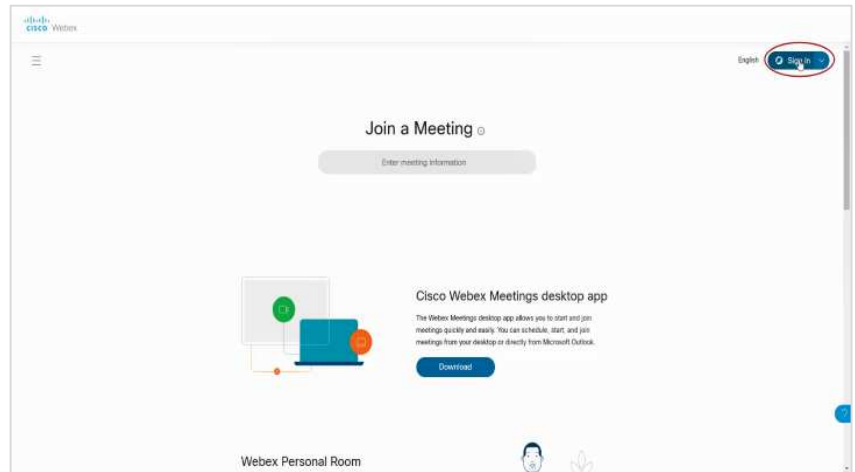 CISCO Webex
English
Sign In
Join a Meeting
Enter meeting information
Cisco Webex Meetings desktop app
The Webex Meetings desktop app allows you to start and join
meetings quickly and easily. You can schedule, start, and join
meetings from your desktop or directly from Microsoft Outlook.
Download
?
Webex Personal Room